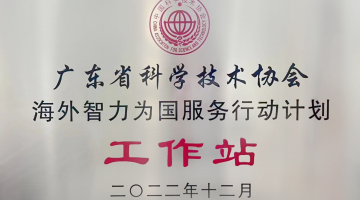 广东省科学技术协会
海外智力为国服务行动计划
工作站
二〇二二年十二月